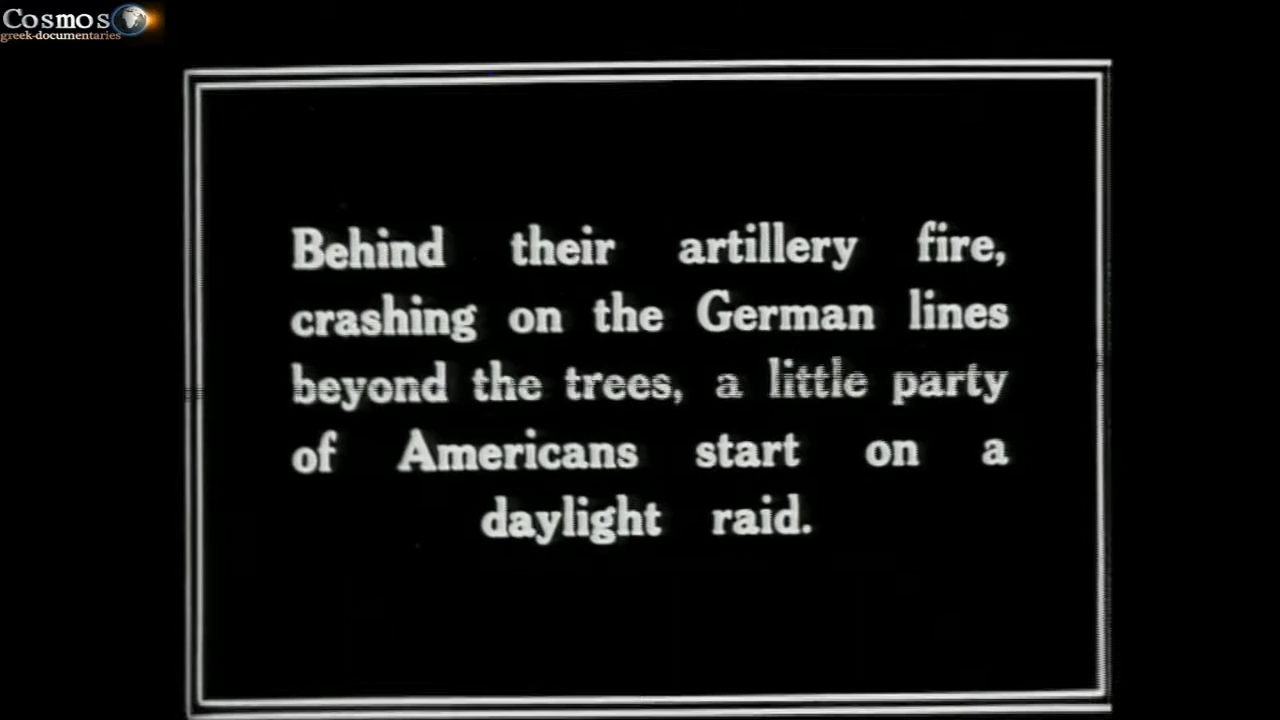 Cosmos
greek-documentaries
Behind their artillery fire,
crashing on the German lines
beyond the trees, a little party
of Americans start on a
daylight raid.